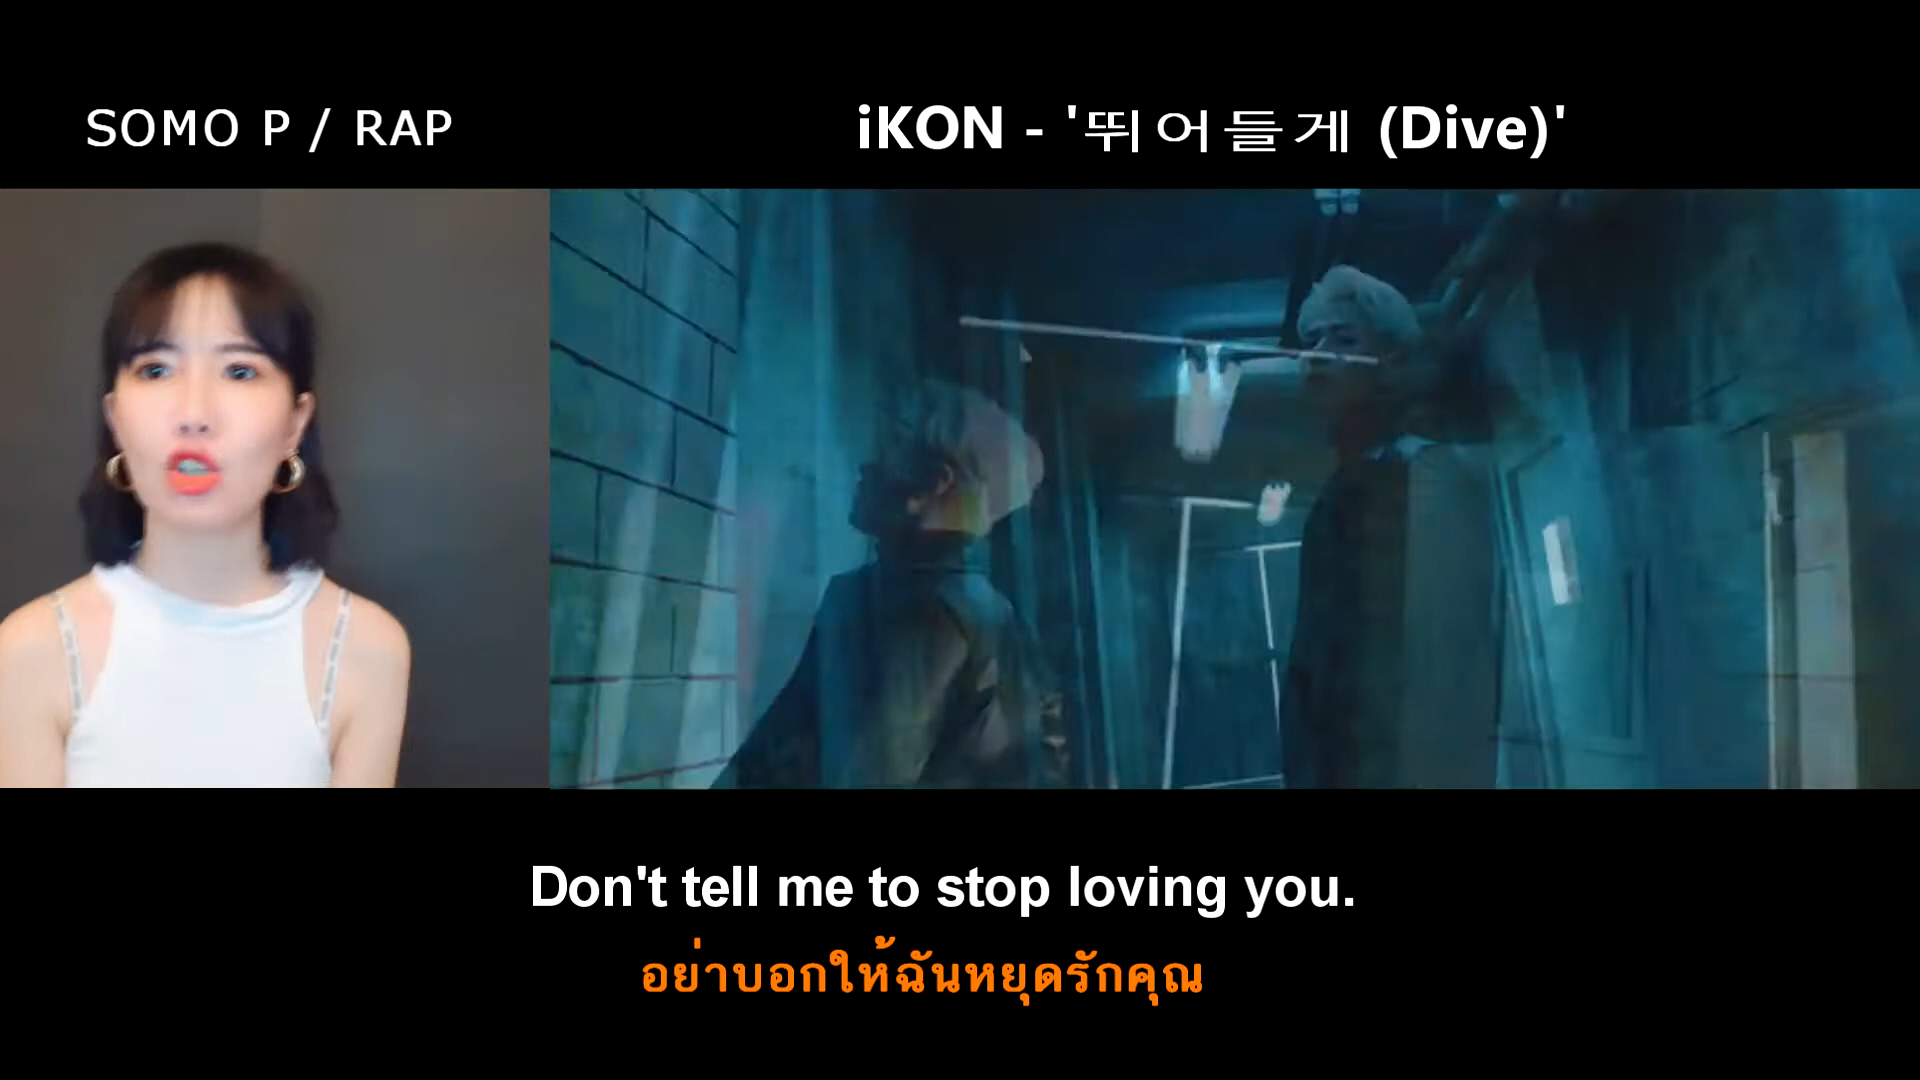 SOMO P / RAP
iKON - '뛰어들게 (Dive)'
Don't tell me to stop loving you.
อย่าบอกให้ฉันหยุดรักคุณ